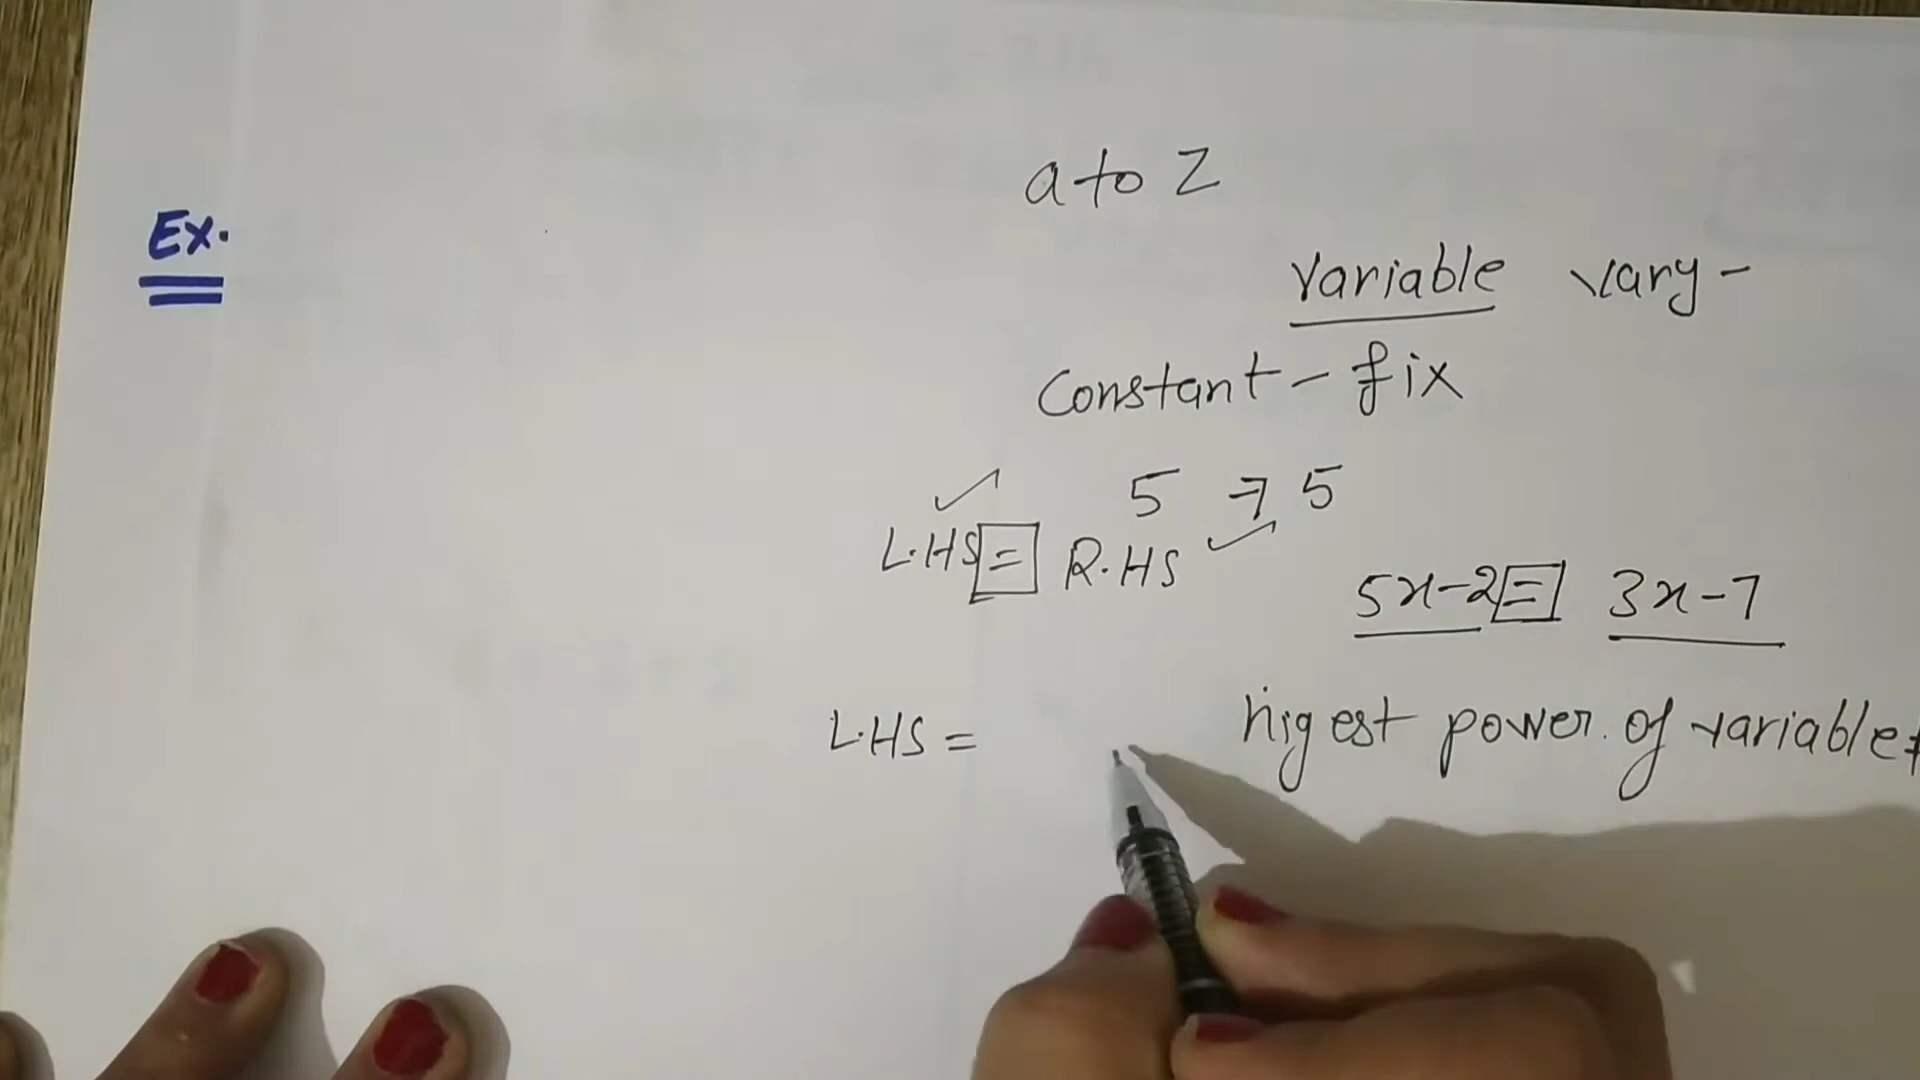 a to z
Ex.
variable vary-
Constant - fix
5 = 5
L.HS = R.HS
5x-2 = 3x-7
higest power. of variable
L.HS =